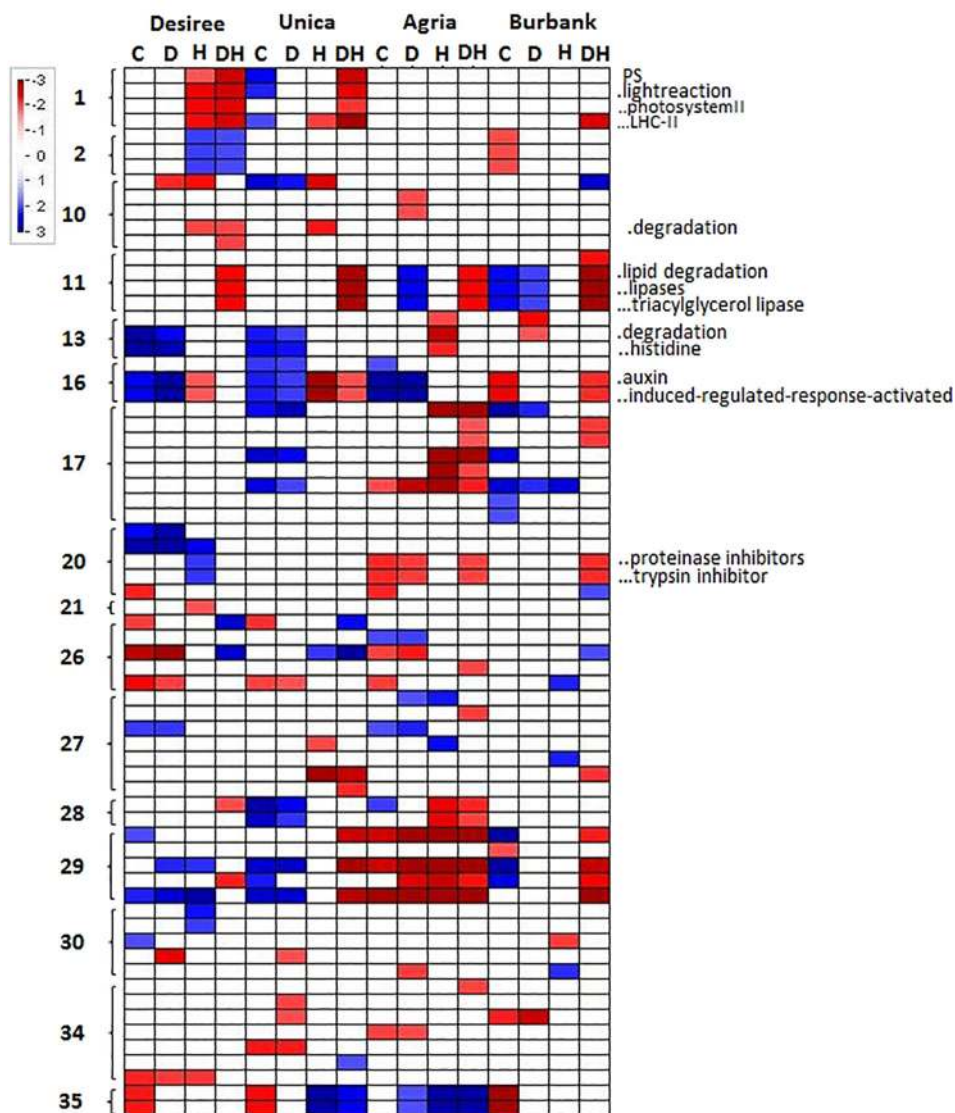 Desiree Unica Agria Burbank
C D H DH C D H DH C D H DH C D H DH
-3
-2
-1
- 0
- 1
- 2
3
1
PS
.lightreaction
..photosystemII
...LHC-II
2
10
.degradation
11
.lipid degradation
..lipases
...triacylglycerol lipase
13
.degradation
..histidine
16
.auxin
..induced-regulated-response-activated
17
20
..proteinase inhibitors
...trypsin inhibitor
21
26
27
28
29
30
34
35